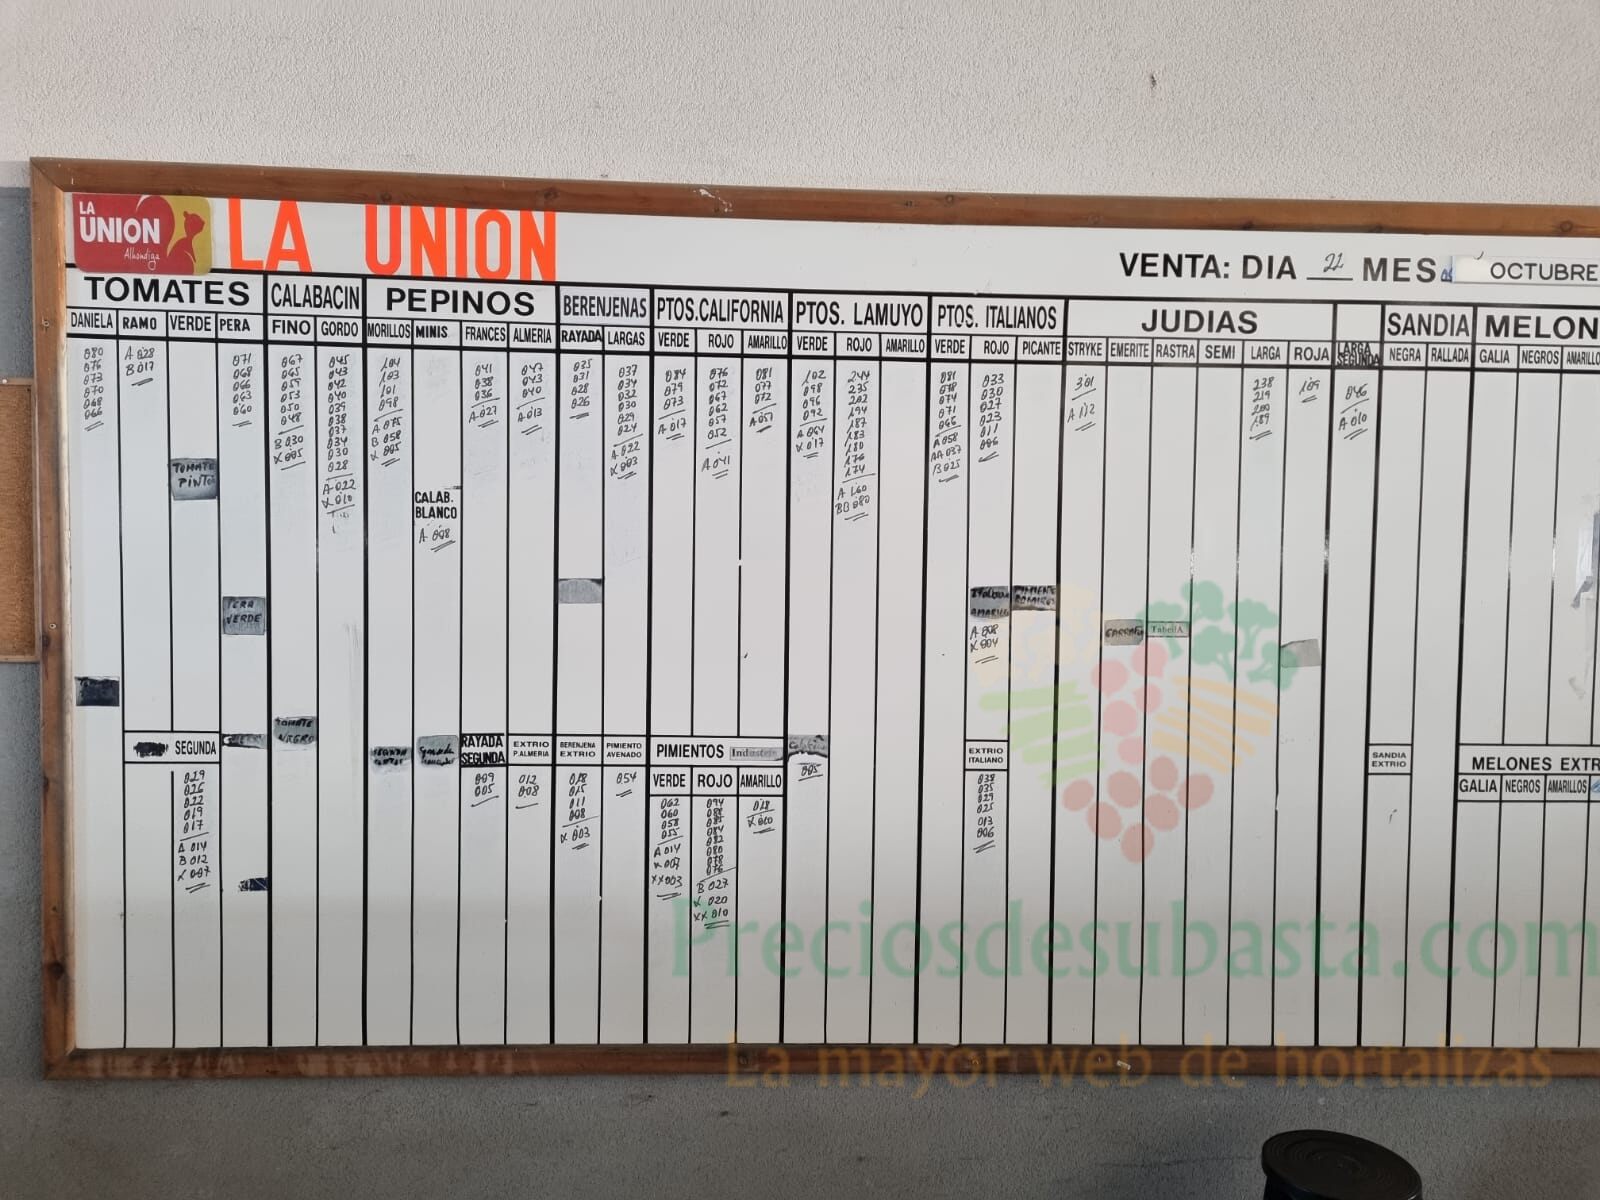 LA UNION Alhóndiga
LA UNION
VENTA: DIA 22 MES OCTUBRE
TOMATES
DANIELA
080
076
073
070
068
066
RAMO
A 028
B 017
VERDE
TOMATE PINTON
PERA
071
068
066
063
060
PERA VERDE
SEGUNDA
029
026
022
019
017
A 014
B 012
X 007
CALABACIN
FINO
067
065
059
053
050
048
B 030
X 005
TOMATE NEGRO
GORDO
045
043
042
040
039
038
037
034
030
028
A 022
X 010
PEPINOS
MORILLOS
104
103
101
098
A 075
B 058
X 005
MINIS
CALAB. BLANCO
A 008
FRANCES
041
038
036
A 027
RAYADA SEGUNDA
009
005
ALMERIA
047
043
040
A 013
EXTRIO P.ALMERIA
012
008
BERENJENAS
RAYADA
035
031
028
026
BERENJENA EXTRIO
018
015
011
008
X 003
LARGAS
037
034
032
030
029
024
A 022
X 003
PIMIENTO AVENADO
054
PTOS.CALIFORNIA
VERDE
084
079
073
A 017
ROJO
076
072
067
062
057
052
A 041
AMARILLO
081
077
072
A 057
PIMIENTOS Industria
VERDE
062
060
058
055
A 014
X 007
XX 003
ROJO
094
088
085
084
082
080
078
076
B 027
X 020
XX 010
AMARILLO
018
X 010
PTOS. LAMUYO
VERDE
102
098
096
092
A 064
X 017
005
ROJO
244
235
202
194
187
183
180
176
174
A 160
BB 080
AMARILLO
PTOS. ITALIANOS
VERDE
081
078
074
071
066
A 058
AA 037
B 025
ROJO
033
030
027
023
011
006
AMARILLO
A 008
X 004
EXTRIO ITALIANO
038
035
029
025
013
006
PICANTE
JUDIAS
STRYKE
301
A 172
EMERITE
RASTRA
TabellA
SEMI
LARGA
238
219
200
189
ROJA
109
LARGA SEGUNDA
046
A 010
SANDIA
NEGRA
RALLADA
SANDIA EXTRIO
MELON
GALIA
NEGROS
AMARILLO
MELONES EXTR
GALIA
NEGROS
AMARILLOS
Preciosdesubasta.com
La mayor web de hortalizas